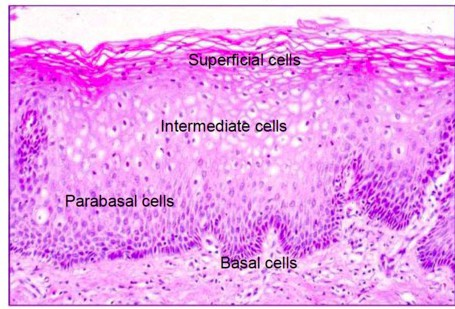 Superficial cells
Intermediate cells
Parabasal cells
Basal cells